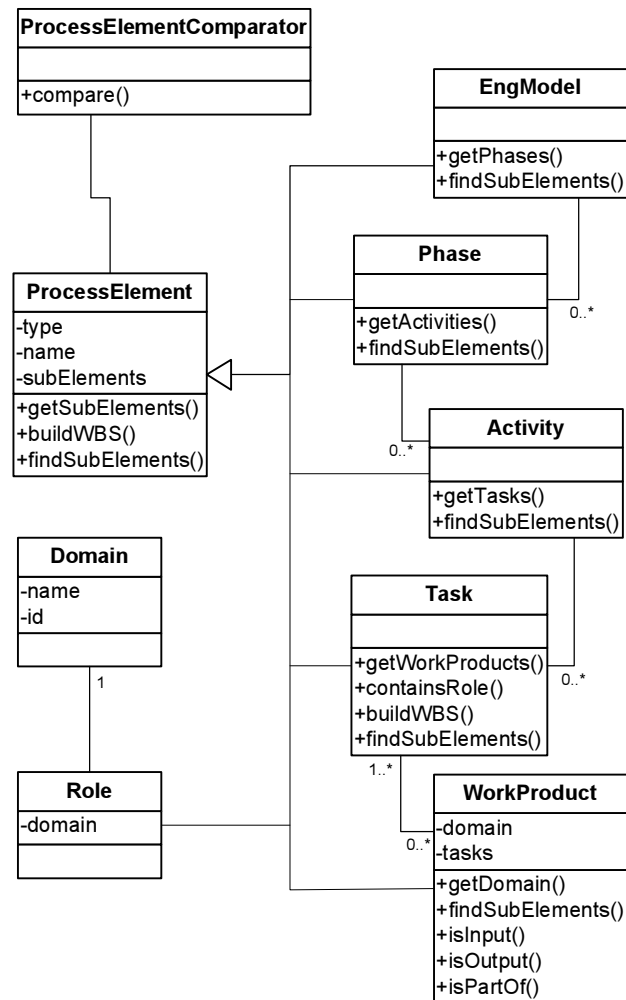 ProcessElementComparator
+compare()
EngModel
+getPhases()
+findSubElements()
Phase
+getActivities()
+findSubElements()
0..*
ProcessElement
-type
-name
-subElements
+getSubElements()
+buildWBS()
+findSubElements()
Activity
+getTasks()
+findSubElements()
0..*
Domain
-name
-id
1
Task
+getWorkProducts()
+containsRole()
+buildWBS()
+findSubElements()
0..*
1..*
Role
-domain
WorkProduct
-domain
-tasks
+getDomain()
+findSubElements()
+isInput()
+isOutput()
+isPartOf()
0..*